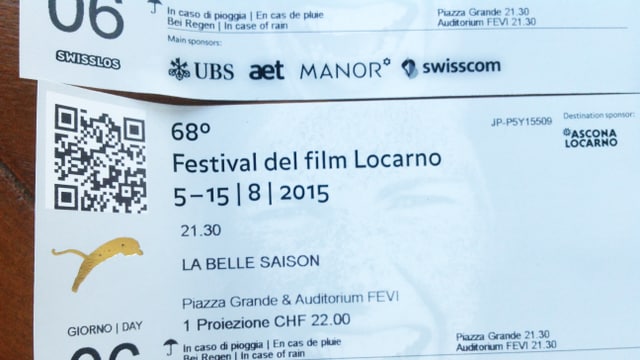 06
SWISSLOS
In caso di pioggia | En cas de pluie
Bei Regen | In case of rain
Piazza Grande 21.30
Auditorium FEVI 21.30
Main sponsors:
UBS aet MANOR swisscom
68º
Festival del film Locarno
5–15 | 8 | 2015
JP-P5Y15509
Destination sponsor:
ASCONA
LOCARNO
21.30
LA BELLE SAISON
Piazza Grande & Auditorium FEVI
1 Proiezione CHF 22.00
GIORNO | DAY
06
In caso di pioggia | En cas de pluie
Bei Regen | In case of rain
Piazza Grande 21.30
Auditorium FEVI 21.30